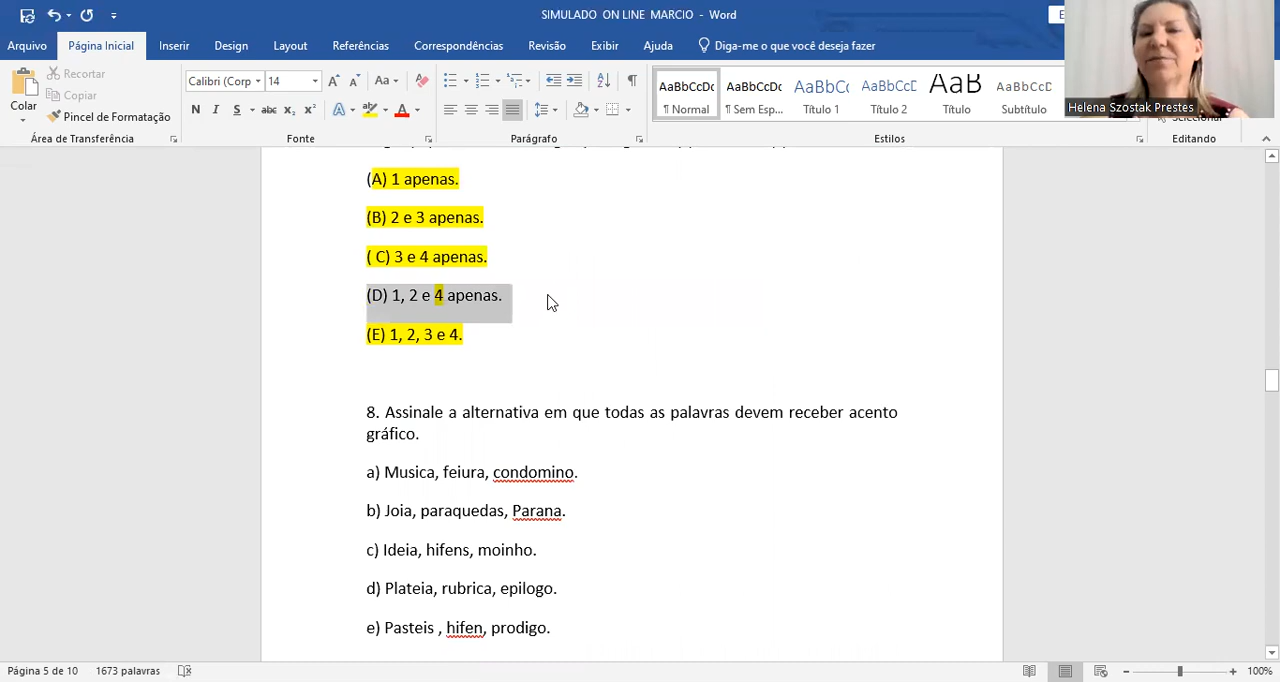 SIMULADO ON LINE MARCIO - Word
Arquivo Página Inicial Inserir Design Layout Referências Correspondências Revisão Exibir Ajuda Diga-me o que você deseja fazer
Colar
Recortar
Copiar
Pincel de Formatação
Área de Transferência
Calibri (Corp 14
Aa
N I S abc x₂ x²
Fonte
Parágrafo
AaBbCcDc AaBbCcDc AaBbCc AaBbCcD AaB AaBbCcD
¶ Normal ¶ Sem Esp... Título 1 Título 2 Título Subtítulo
Estilos
Editando
Helena Szostak Prestes
(A) 1 apenas.
(B) 2 e 3 apenas.
( C) 3 e 4 apenas.
(D) 1, 2 e 4 apenas.
(E) 1, 2, 3 e 4.
8. Assinale a alternativa em que todas as palavras devem receber acento
gráfico.
a) Musica, feiura, condomino.
b) Joia, paraquedas, Parana.
c) Ideia, hifens, moinho.
d) Plateia, rubrica, epilogo.
e) Pasteis , hifen, prodigo.
Página 5 de 10 1673 palavras 100%